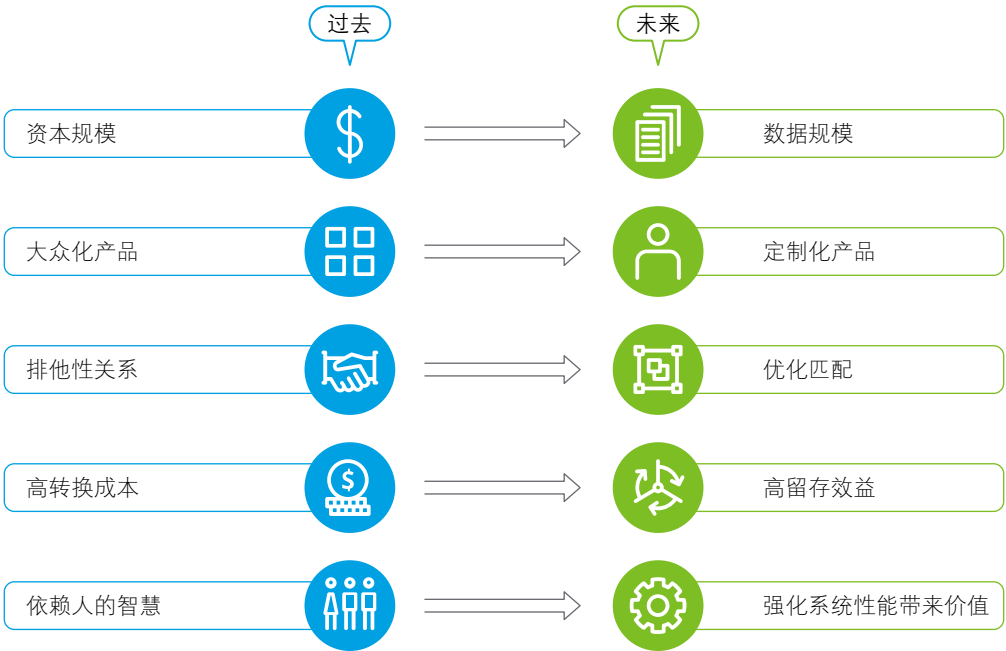 过去
未来
资本规模
数据规模
大众化产品
定制化产品
排他性关系
优化匹配
高转换成本
高留存效益
依赖人的智慧
强化系统性能带来价值